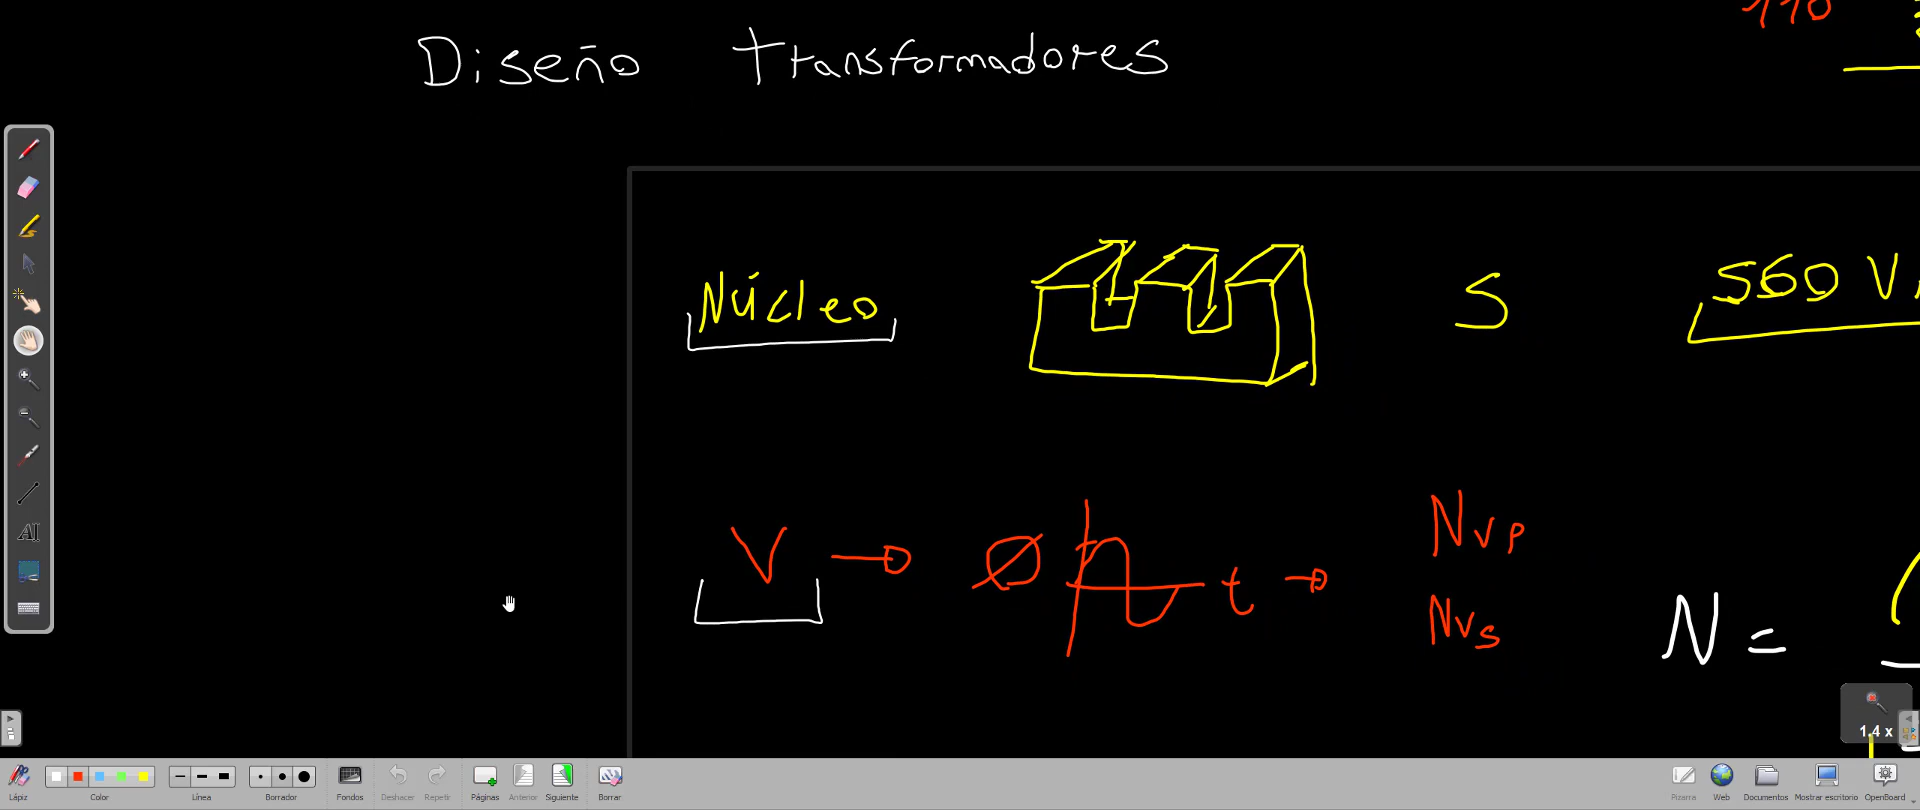 110
Diseño Transformadores
Núcleo S 560 V
V ∅ t Nvp
Nvs
N =
1.4 x
Lápiz Color Línea Borrador Fondos Deshacer Repetir Páginas Anterior Siguiente Borrar Pizarra Web Documentos Mostrar escritorio OpenBoard